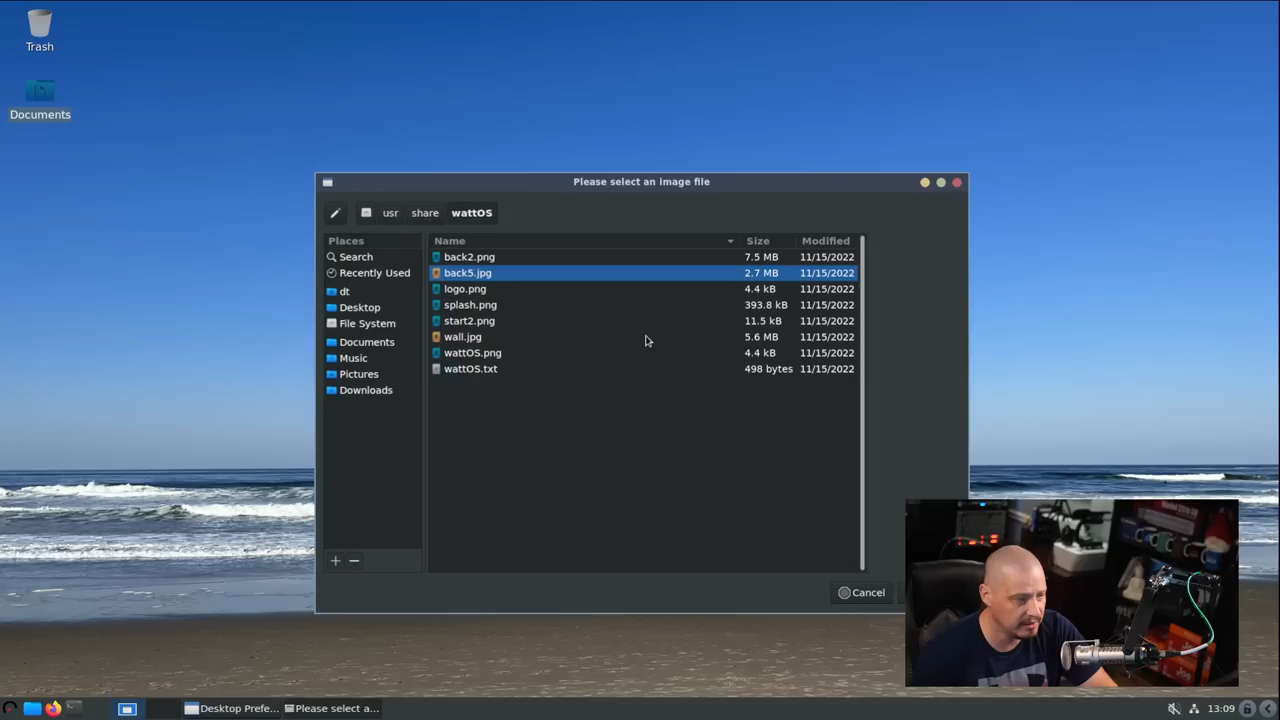 Trash
Documents
Please select an image file
usr share wattOS
Places
Search
Recently Used
dt
Desktop
File System
Documents
Music
Pictures
Downloads
Name Size Modified
back2.png 7.5 MB 11/15/2022
back5.jpg 2.7 MB 11/15/2022
logo.png 4.4 kB 11/15/2022
splash.png 393.8 kB 11/15/2022
start2.png 11.5 kB 11/15/2022
wall.jpg 5.6 MB 11/15/2022
wattOS.png 4.4 kB 11/15/2022
wattOS.txt 498 bytes 11/15/2022
Cancel
Desktop Prefe...
Please select a...
13:09